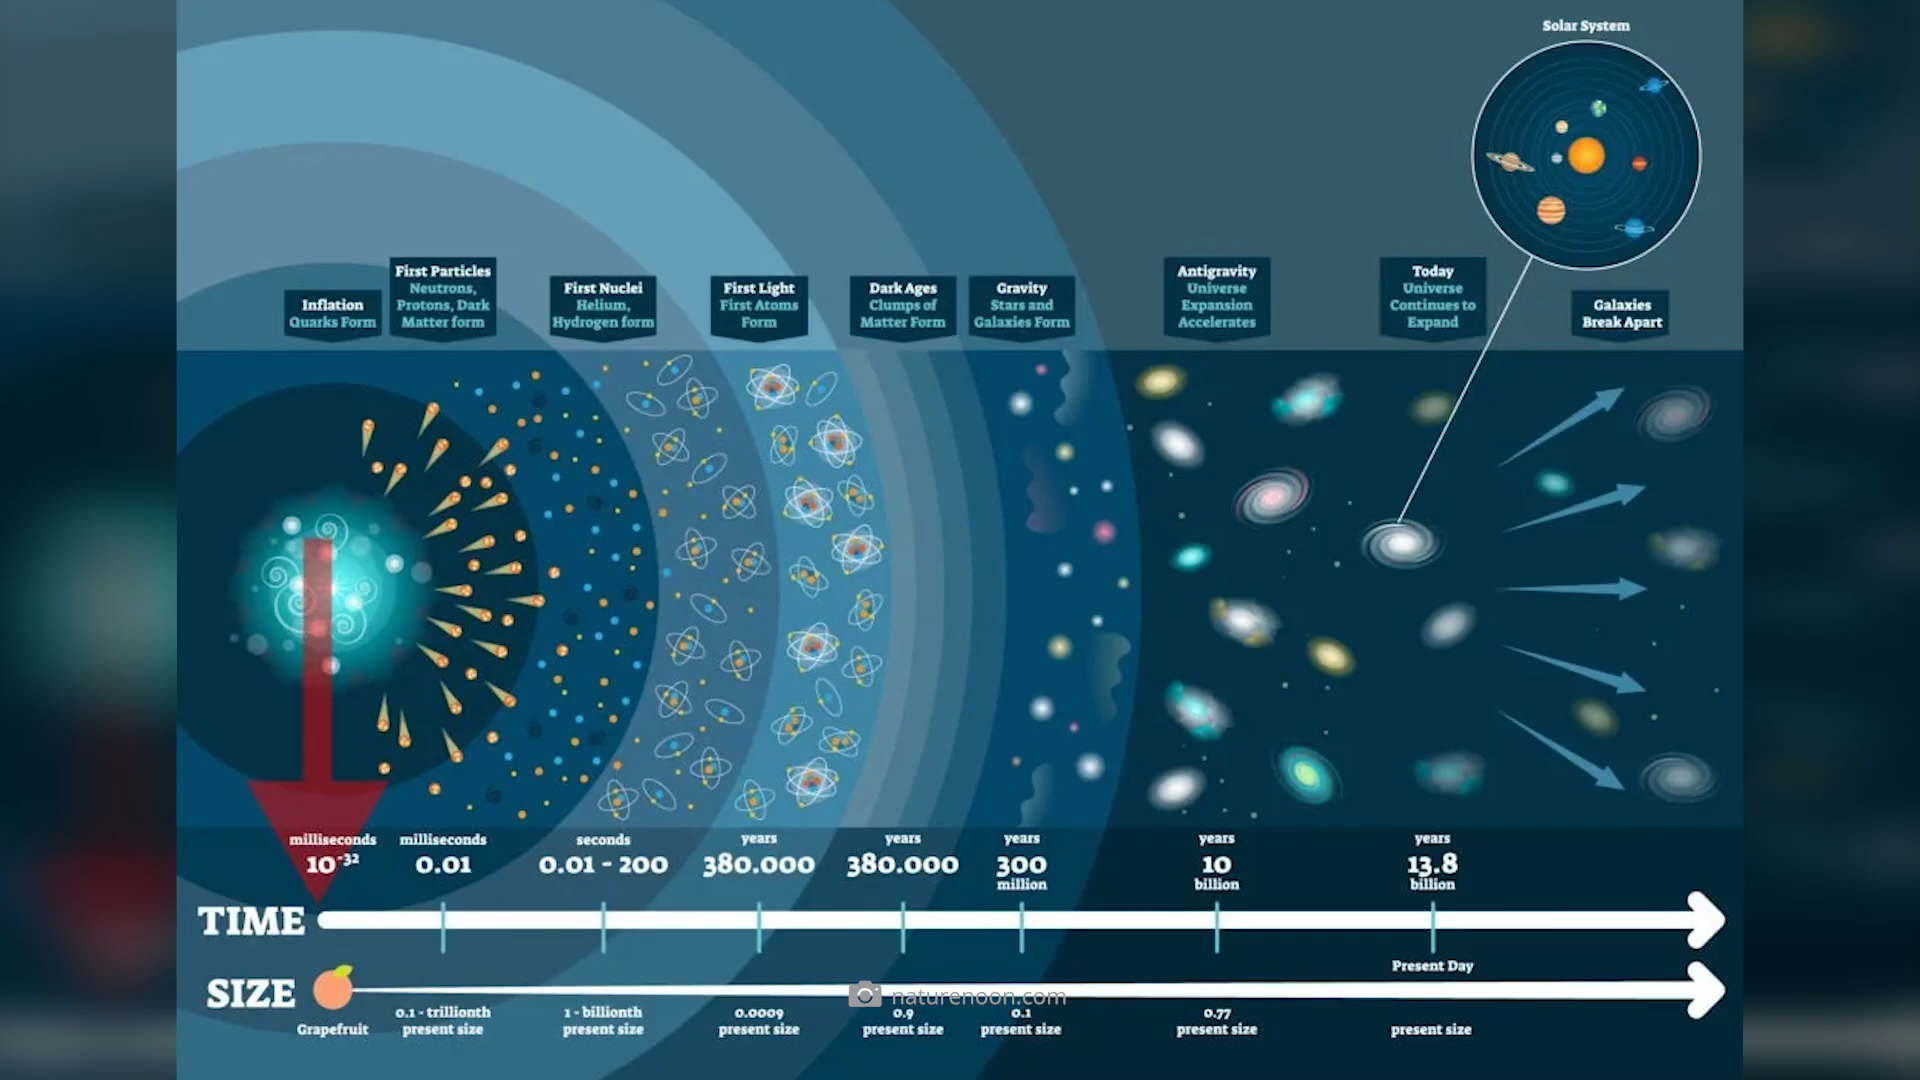 Solar System
Inflation
Quarks Form
First Particles
Neutrons,
Protons, Dark
Matter form
First Nuclei
Helium,
Hydrogen form
First Light
First Atoms
Form
Dark Ages
Clumps of
Matter Form
Gravity
Stars and
Galaxies Form
Antigravity
Universe
Expansion
Accelerates
Today
Universe
Continues to
Expand
Galaxies
Break Apart
milliseconds
10⁻³²
milliseconds
0.01
seconds
0.01 - 200
years
380.000
years
380.000
years
300
million
years
10
billion
years
13.8
billion
TIME
Present Day
SIZE
Grapefruit
0.1 - trillionth
present size
1 - billionth
present size
0.0009
present size
0.9
present size
0.1
present size
0.77
present size
present size
naturenoon.com